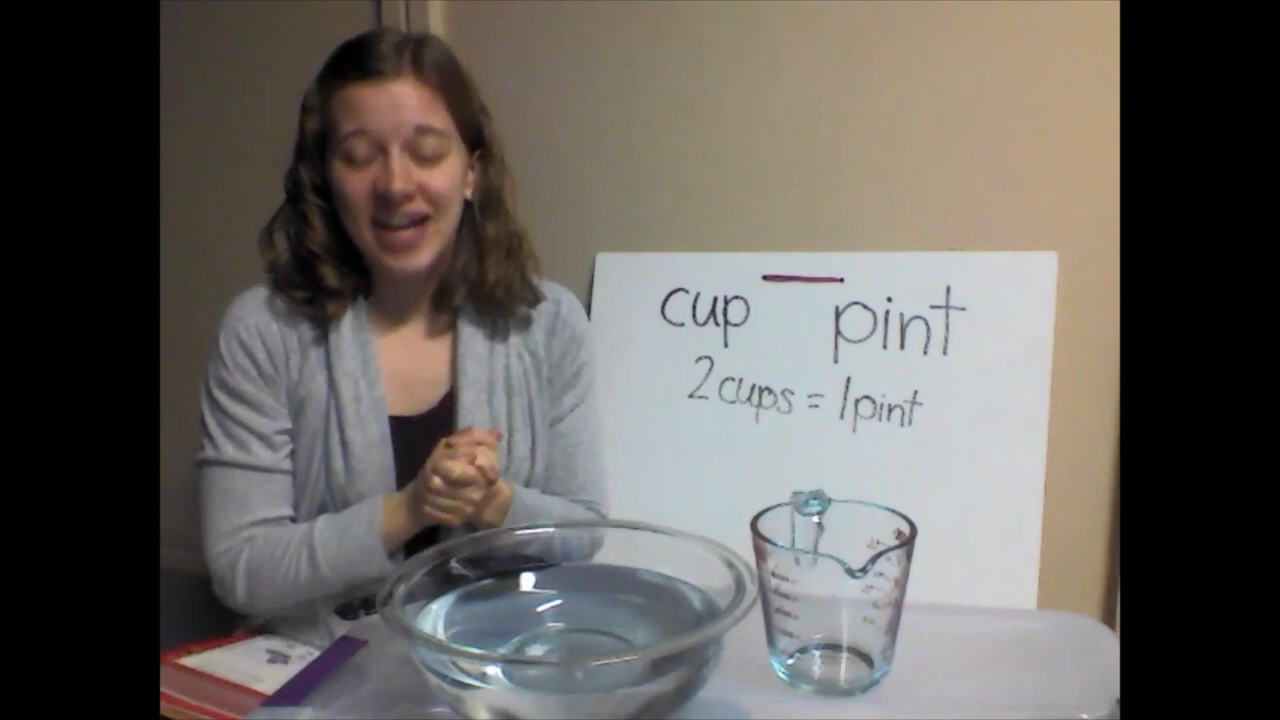 cup pint
2 cups = 1 pint